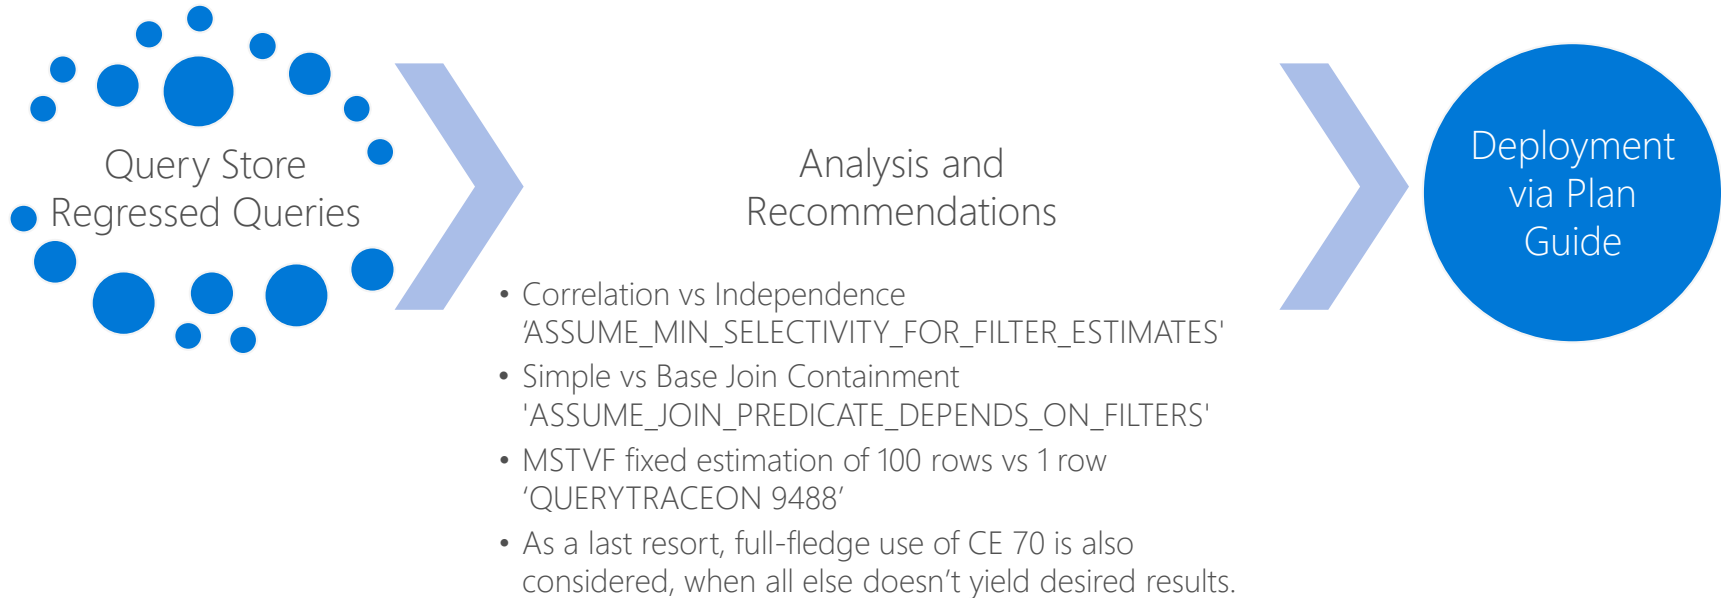 Query Store
Regressed Queries
Analysis and
Recommendations
• Correlation vs Independence
‘ASSUME_MIN_SELECTIVITY_FOR_FILTER_ESTIMATES'
• Simple vs Base Join Containment
'ASSUME_JOIN_PREDICATE_DEPENDS_ON_FILTERS'
• MSTVF fixed estimation of 100 rows vs 1 row
‘QUERYTRACEON 9488’
• As a last resort, full-fledge use of CE 70 is also
considered, when all else doesn’t yield desired results.
Deployment
via Plan
Guide